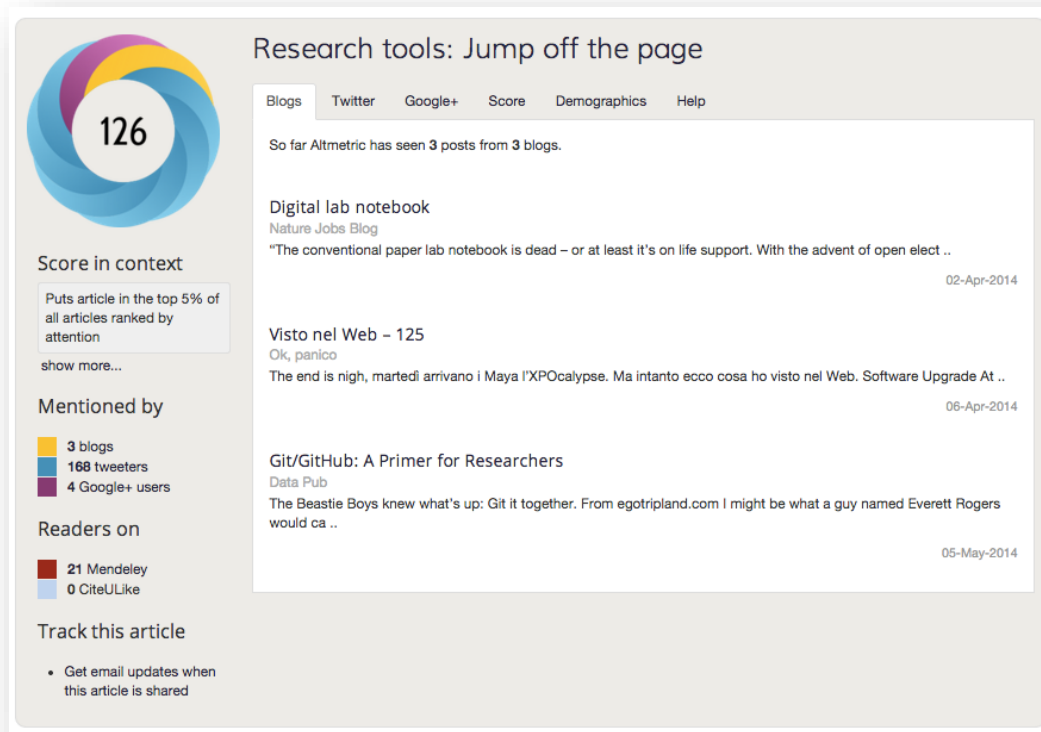 126
Score in context
Puts article in the top 5% of
all articles ranked by
attention
show more...
Mentioned by
3 blogs
168 tweeters
4 Google+ users
Readers on
21 Mendeley
0 CiteULike
Track this article
• Get email updates when
this article is shared
Research tools: Jump off the page
Blogs Twitter Google+ Score Demographics Help
So far Altmetric has seen 3 posts from 3 blogs.
Digital lab notebook
Nature Jobs Blog
“The conventional paper lab notebook is dead – or at least it's on life support. With the advent of open elect ..
02-Apr-2014
Visto nel Web – 125
Ok, panico
The end is nigh, martedì arrivano i Maya l'XPOcalypse. Ma intanto ecco cosa ho visto nel Web. Software Upgrade At ..
06-Apr-2014
Git/GitHub: A Primer for Researchers
Data Pub
The Beastie Boys knew what's up: Git it together. From egotripland.com I might be what a guy named Everett Rogers
would ca ..
05-May-2014